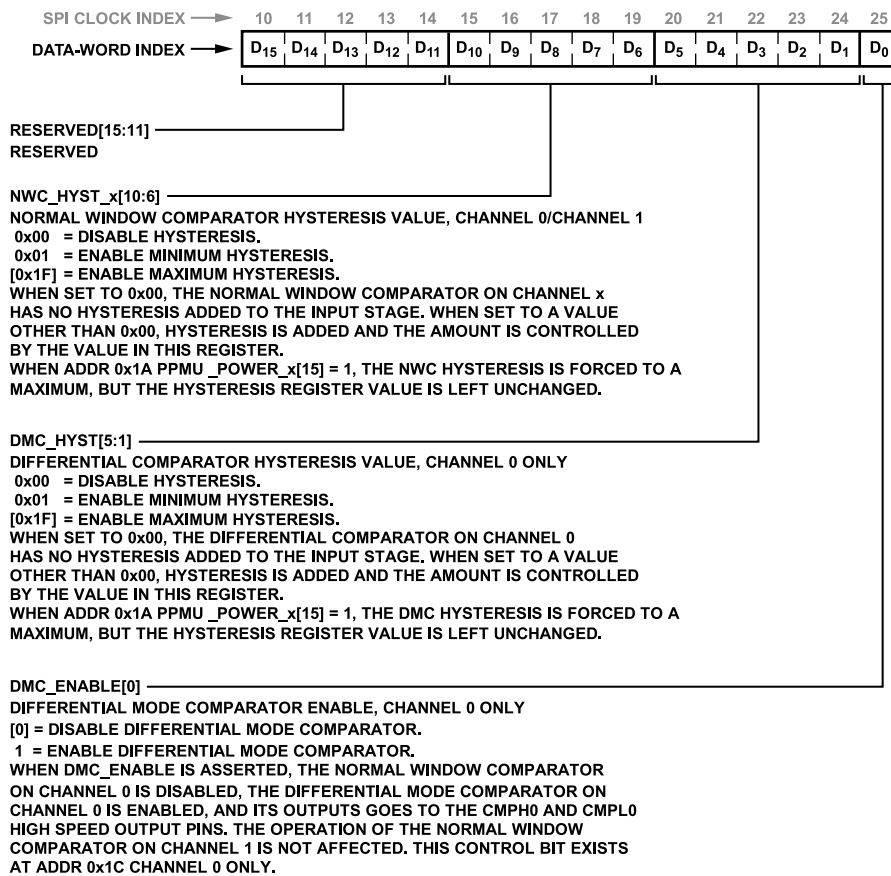 SPI CLOCK INDEX 10 11 12 13 14 15 16 17 18 19 20 21 22 23 24 25
DATA-WORD INDEX D15 D14 D13 D12 D11 D10 D9 D8 D7 D6 D5 D4 D3 D2 D1 D0
RESERVED[15:11]
RESERVED
NWC_HYST_x[10:6]
NORMAL WINDOW COMPARATOR HYSTERESIS VALUE, CHANNEL 0/CHANNEL 1
0x00 = DISABLE HYSTERESIS.
0x01 = ENABLE MINIMUM HYSTERESIS.
[0x1F] = ENABLE MAXIMUM HYSTERESIS.
WHEN SET TO 0x00, THE NORMAL WINDOW COMPARATOR ON CHANNEL x
HAS NO HYSTERESIS ADDED TO THE INPUT STAGE. WHEN SET TO A VALUE
OTHER THAN 0x00, HYSTERESIS IS ADDED AND THE AMOUNT IS CONTROLLED
BY THE VALUE IN THIS REGISTER.
WHEN ADDR 0x1A PPMU _POWER_x[15] = 1, THE NWC HYSTERESIS IS FORCED TO A
MAXIMUM, BUT THE HYSTERESIS REGISTER VALUE IS LEFT UNCHANGED.
DMC_HYST[5:1]
DIFFERENTIAL COMPARATOR HYSTERESIS VALUE, CHANNEL 0 ONLY
0x00 = DISABLE HYSTERESIS.
0x01 = ENABLE MINIMUM HYSTERESIS.
[0x1F] = ENABLE MAXIMUM HYSTERESIS.
WHEN SET TO 0x00, THE DIFFERENTIAL COMPARATOR ON CHANNEL 0
HAS NO HYSTERESIS ADDED TO THE INPUT STAGE. WHEN SET TO A VALUE
OTHER THAN 0x00, HYSTERESIS IS ADDED AND THE AMOUNT IS CONTROLLED
BY THE VALUE IN THIS REGISTER.
WHEN ADDR 0x1A PPMU _POWER_x[15] = 1, THE DMC HYSTERESIS IS FORCED TO A
MAXIMUM, BUT THE HYSTERESIS REGISTER VALUE IS LEFT UNCHANGED.
DMC_ENABLE[0]
DIFFERENTIAL MODE COMPARATOR ENABLE, CHANNEL 0 ONLY
[0] = DISABLE DIFFERENTIAL MODE COMPARATOR.
1 = ENABLE DIFFERENTIAL MODE COMPARATOR.
WHEN DMC_ENABLE IS ASSERTED, THE NORMAL WINDOW COMPARATOR
ON CHANNEL 0 IS DISABLED, THE DIFFERENTIAL MODE COMPARATOR ON
CHANNEL 0 IS ENABLED, AND ITS OUTPUTS GOES TO THE CMPH0 AND CMPL0
HIGH SPEED OUTPUT PINS. THE OPERATION OF THE NORMAL WINDOW
COMPARATOR ON CHANNEL 1 IS NOT AFFECTED. THIS CONTROL BIT EXISTS
AT ADDR 0x1C CHANNEL 0 ONLY.